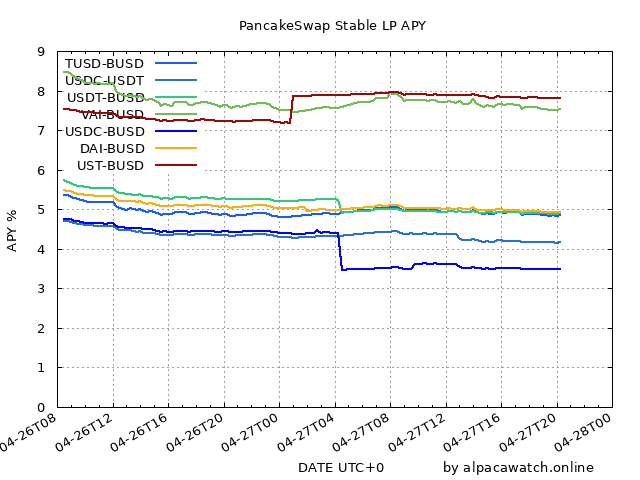 PancakeSwap Stable LP APY
9
8
7
6
5
4
3
2
1
0
APY %
TUSD-BUSD
USDC-USDT
USDT-BUSD
VAI-BUSD
USDC-BUSD
DAI-BUSD
UST-BUSD
04-26T08
04-26T12
04-26T16
04-26T20
04-27T00
04-27T04
04-27T08
04-27T12
04-27T16
04-27T20
04-28T00
DATE UTC+0
by alpacawatch.online